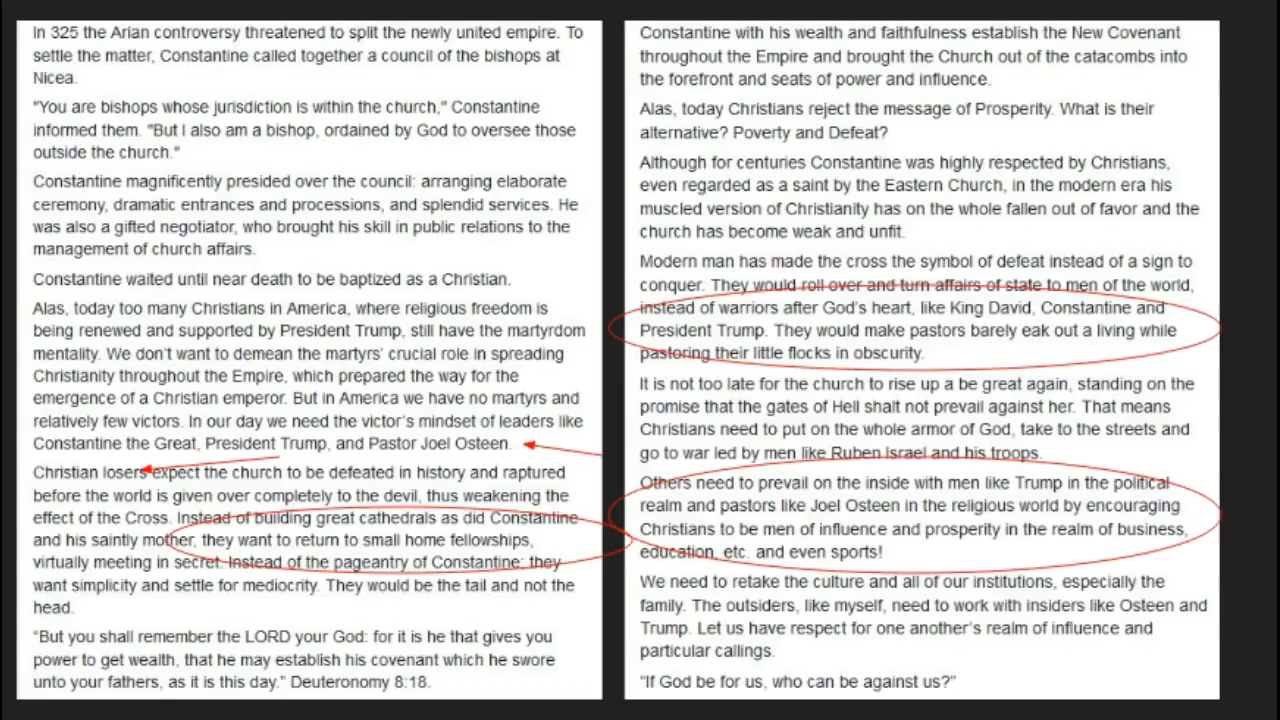 In 325 the Arian controversy threatened to split the newly united empire. To
settle the matter, Constantine called together a council of the bishops at
Nicea.
"You are bishops whose jurisdiction is within the church," Constantine
informed them. "But I also am a bishop, ordained by God to oversee those
outside the church."
Constantine magnificently presided over the council: arranging elaborate
ceremony, dramatic entrances and processions, and splendid services. He
was also a gifted negotiator, who brought his skill in public relations to the
management of church affairs.
Constantine waited until near death to be baptized as a Christian.
Alas, today too many Christians in America, where religious freedom is
being renewed and supported by President Trump, still have the martyrdom
mentality. We don't want to demean the martyrs' crucial role in spreading
Christianity throughout the Empire, which prepared the way for the
emergence of a Christian emperor. But in America we have no martyrs and
relatively few victors. In our day we need the victor's mindset of leaders like
Constantine the Great, President Trump, and Pastor Joel Osteen.
Christian losers expect the church to be defeated in history and raptured
before the world is given over completely to the devil, thus weakening the
effect of the Cross. Instead of building great cathedrals as did Constantine
and his saintly mother, they want to return to small home fellowships,
virtually meeting in secret. Instead of the pageantry of Constantine; they
want simplicity and settle for mediocrity. They would be the tail and not the
head.
"But you shall remember the LORD your God: for it is he that gives you
power to get wealth, that he may establish his covenant which he swore
unto your fathers, as it is this day." Deuteronomy 8:18.
Constantine with his wealth and faithfulness establish the New Covenant
throughout the Empire and brought the Church out of the catacombs into
the forefront and seats of power and influence.
Alas, today Christians reject the message of Prosperity. What is their
alternative? Poverty and Defeat?
Although for centuries Constantine was highly respected by Christians,
even regarded as a saint by the Eastern Church, in the modern era his
muscled version of Christianity has on the whole fallen out of favor and the
church has become weak and unfit.
Modern man has made the cross the symbol of defeat instead of a sign to
conquer. They would roll over and turn affairs of state to men of the world,
instead of warriors after God's heart, like King David, Constantine and
President Trump. They would make pastors barely eak out a living while
pastoring their little flocks in obscurity.
It is not too late for the church to rise up a be great again, standing on the
promise that the gates of Hell shalt not prevail against her. That means
Christians need to put on the whole armor of God, take to the streets and
go to war led by men like Ruben Israel and his troops.
Others need to prevail on the inside with men like Trump in the political
realm and pastors like Joel Osteen in the religious world by encouraging
Christians to be men of influence and prosperity in the realm of business,
education, etc. and even sports!
We need to retake the culture and all of our institutions, especially the
family. The outsiders, like myself, need to work with insiders like Osteen and
Trump. Let us have respect for one another's realm of influence and
particular callings.
"If God be for us, who can be against us?"